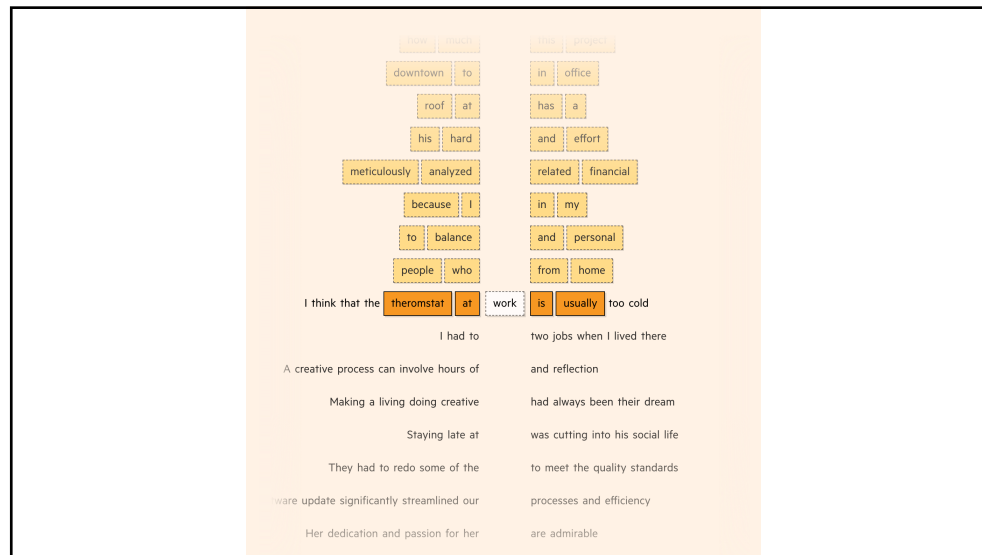 how much this project
downtown to in office
roof at has a
his hard and effort
meticulously analyzed related financial
because I in my
to balance and personal
people who from home
I think that the theromstat at work is usually too cold
I had to two jobs when I lived there
A creative process can involve hours of and reflection
Making a living doing creative had always been their dream
Staying late at was cutting into his social life
They had to redo some of the to meet the quality standards
tware update significantly streamlined our processes and efficiency
Her dedication and passion for her are admirable